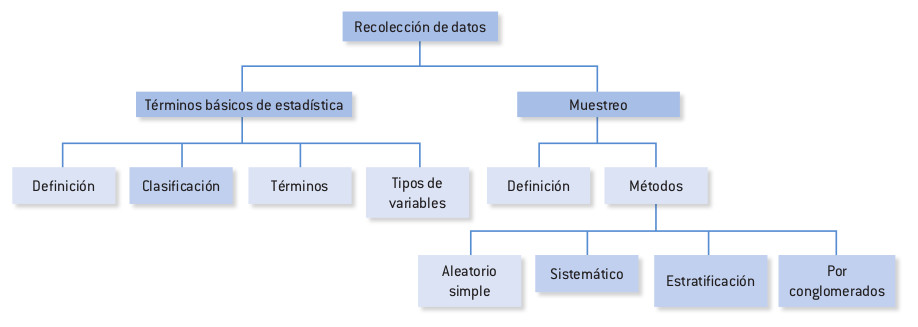 Recolección de datos
Términos básicos de estadística
Muestreo
Definición
Clasificación
Términos
Tipos de
variables
Definición
Métodos
Aleatorio
simple
Sistemático
Estratificación
Por
conglomerados